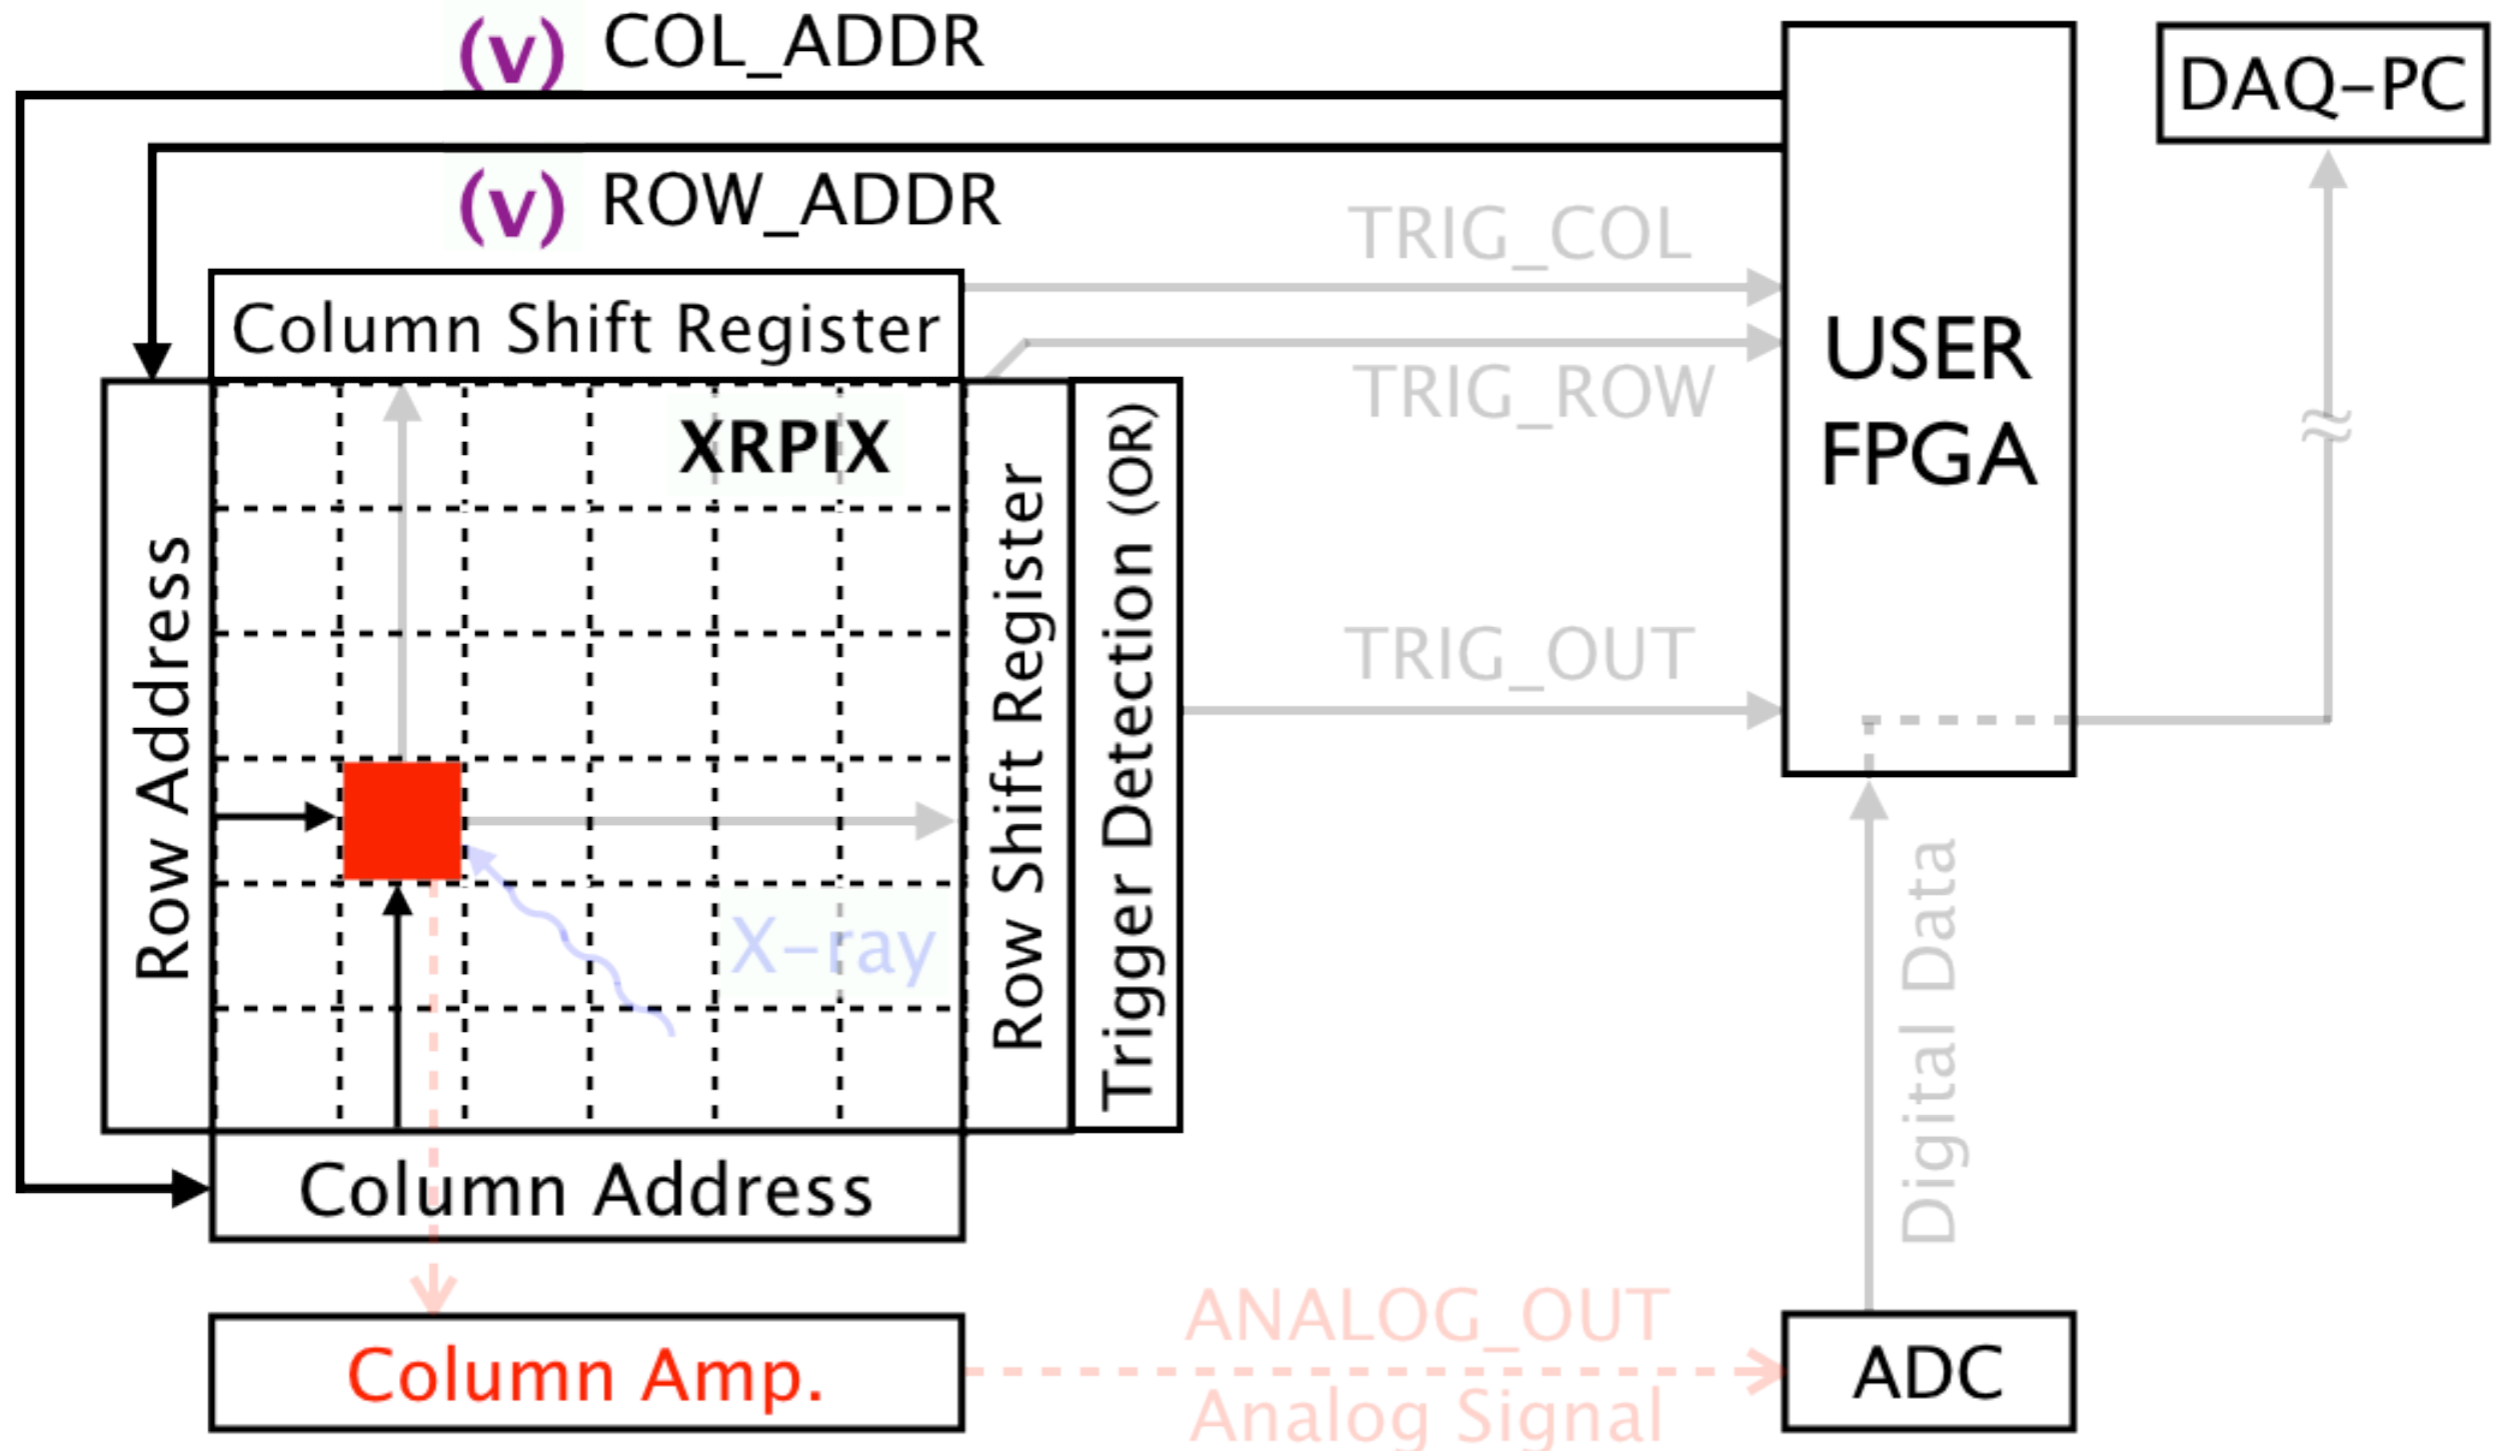 (v) COL_ADDR
DAQ-PC
(v) ROW_ADDR
TRIG_COL
Column Shift Register
TRIG_ROW
USER
FPGA
XRPIX
Row Address
Row Shift Register
Trigger Detection (OR)
TRIG_OUT
X-ray
Digital Data
Column Address
ANALOG_OUT
Column Amp.
ADC
Analog Signal